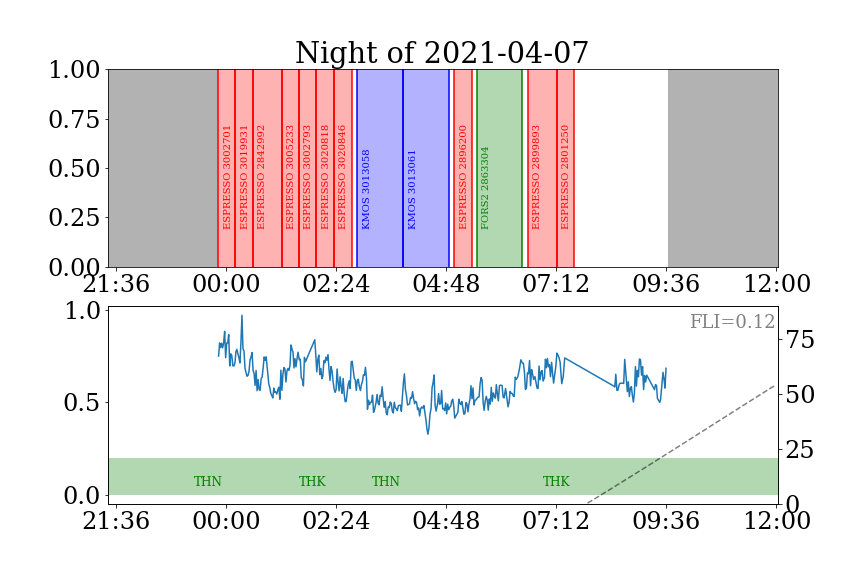 Night of 2021-04-07
1.00
0.75
0.50
0.25
0.00
ESPRESSO 3002701
ESPRESSO 3019931
ESPRESSO 2842992
ESPRESSO 3005233
ESPRESSO 3002793
ESPRESSO 3020818
ESPRESSO 3020846
KMOS 3013058
KMOS 3013061
ESPRESSO 2896200
FORS2 2863304
ESPRESSO 2899893
ESPRESSO 2801250
21:36 00:00 02:24 04:48 07:12 09:36 12:00
1.0
0.5
0.0
FLI=0.12
75
50
25
0
THN THK THN THK
21:36 00:00 02:24 04:48 07:12 09:36 12:00